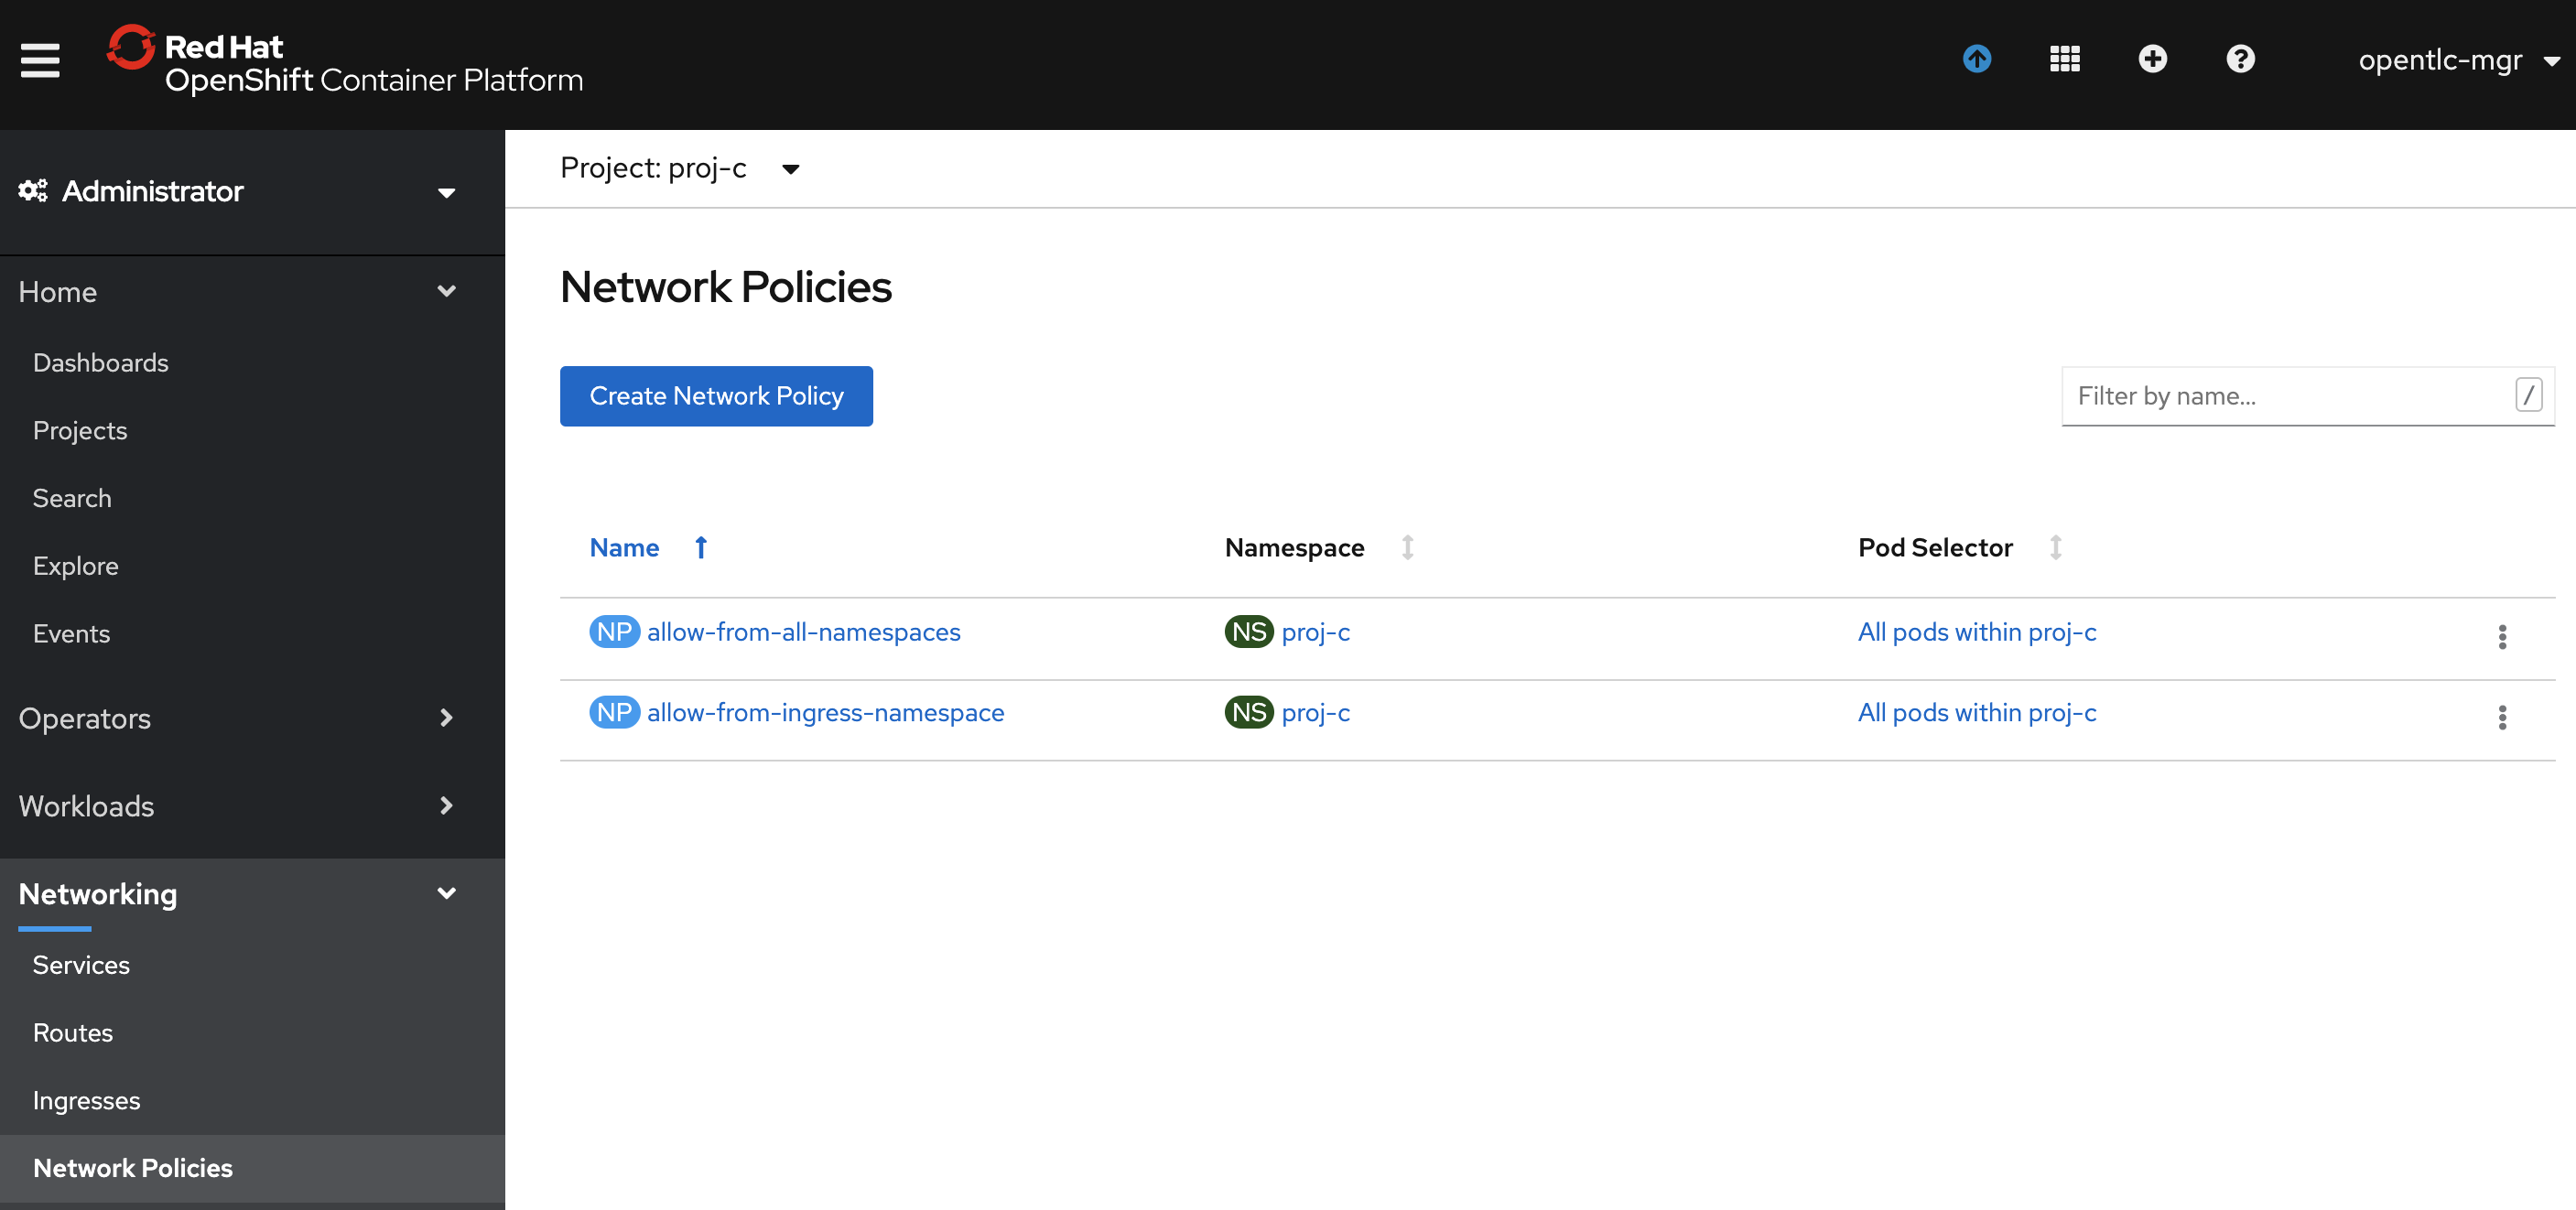 Red Hat
OpenShift Container Platform
opentlc-mgr
Administrator
Home
Dashboards
Projects
Search
Explore
Events
Operators
Workloads
Networking
Services
Routes
Ingresses
Network Policies
Project: proj-c
Network Policies
Create Network Policy
Filter by name... /
Name Namespace Pod Selector
NP allow-from-all-namespaces NS proj-c All pods within proj-c
NP allow-from-ingress-namespace NS proj-c All pods within proj-c